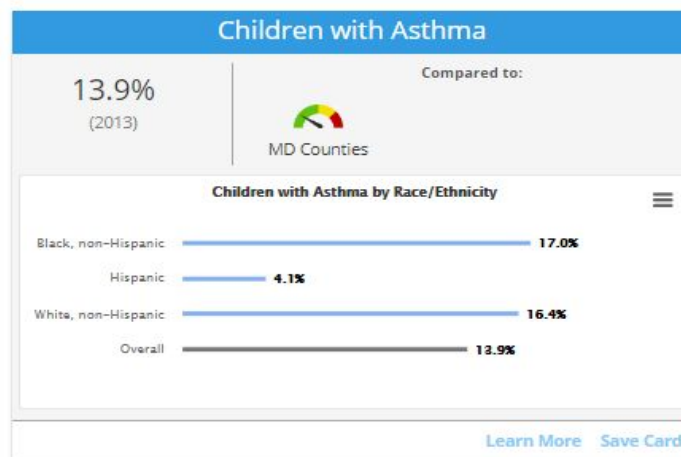 Children with Asthma
13.9%
(2013)
Compared to:
MD Counties
Children with Asthma by Race/Ethnicity
Black, non-Hispanic 17.0%
Hispanic 4.1%
White, non-Hispanic 16.4%
Overall 13.9%
Learn More Save Card